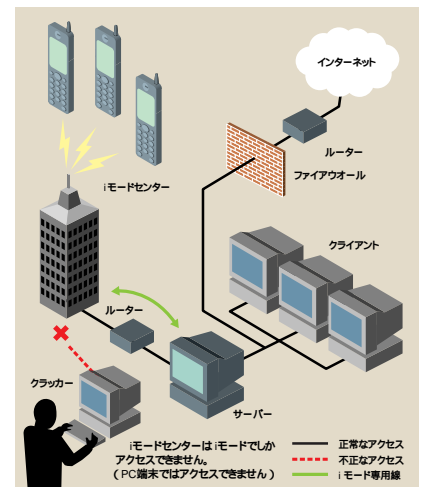 インターネット
ルーター
ファイアウオール
iモードセンター
クライアント
ルーター
クラッカー
サーバー
iモードセンターはiモードでしか
アクセスできません。
(PC端末ではアクセスできません)
正常なアクセス
不正なアクセス
iモード専用線